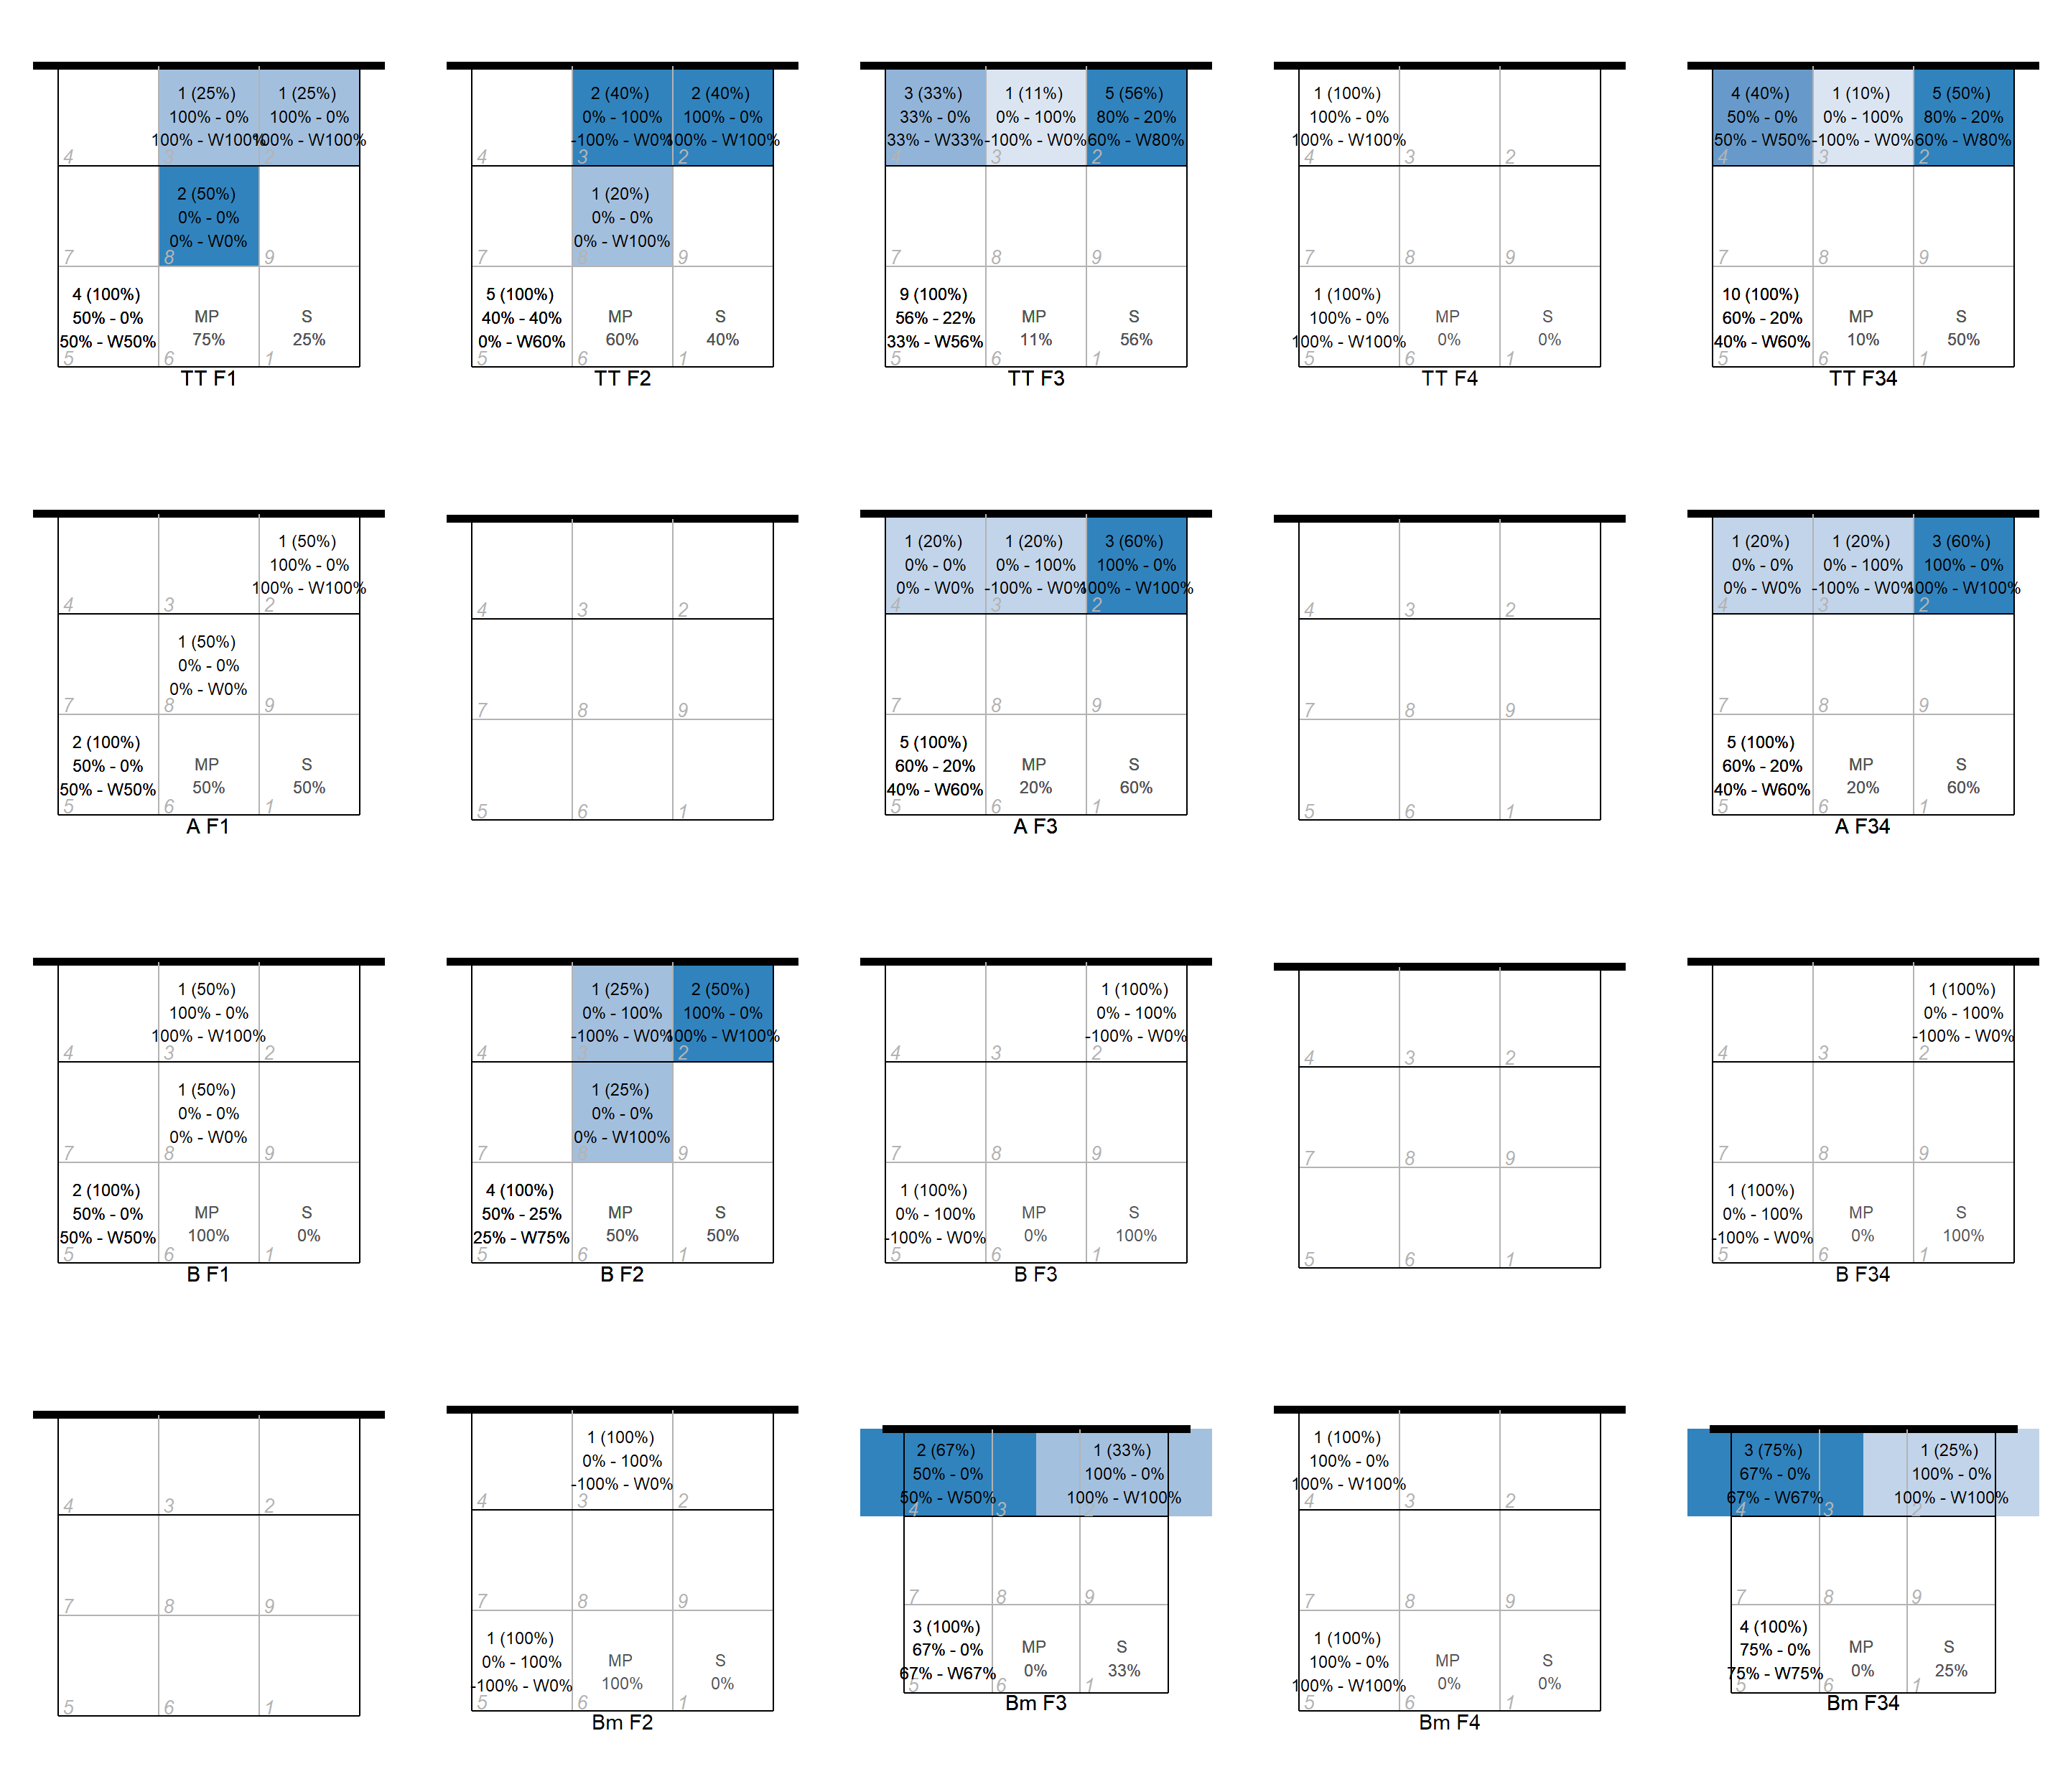 1 (25%) 1 (25%)
100% - 0% 100% - 0%
100% - W100% 100% - W100%
4 3 2
2 (50%)
0% - 0%
0% - W0%
7 8 9
4 (100%)
50% - 0% MP S
50% - W50% 75% 25%
5 6 1
TT F1
2 (40%) 2 (40%)
0% - 100% 100% - 0%
-100% - W0% 100% - W100%
4 3 2
1 (20%)
0% - 0%
0% - W100%
7 8 9
5 (100%)
40% - 40% MP S
0% - W60% 60% 40%
5 6 1
TT F2
3 (33%) 1 (11%) 5 (56%)
33% - 0% 0% - 100% 80% - 20%
33% - W33% -100% - W0% 60% - W80%
4 3 2
7 8 9
9 (100%)
56% - 22% MP S
33% - W56% 11% 56%
5 6 1
TT F3
1 (100%)
100% - 0%
100% - W100%
4 3 2
7 8 9
1 (100%)
100% - 0% MP S
100% - W100% 0% 0%
5 6 1
TT F4
4 (40%) 1 (10%) 5 (50%)
50% - 0% 0% - 100% 80% - 20%
50% - W50% -100% - W0% 60% - W80%
4 3 2
7 8 9
10 (100%)
60% - 20% MP S
40% - W60% 10% 50%
5 6 1
TT F34
1 (50%)
100% - 0%
100% - W100%
4 3 2
1 (50%)
0% - 0%
0% - W0%
7 8 9
2 (100%)
50% - 0% MP S
50% - W50% 50% 50%
5 6 1
A F1
4 3 2
7 8 9
5 6 1
1 (20%) 1 (20%) 3 (60%)
0% - 0% 0% - 100% 100% - 0%
0% - W0% -100% - W0% 100% - W100%
4 3 2
7 8 9
5 (100%)
60% - 20% MP S
40% - W60% 20% 60%
5 6 1
A F3
4 3 2
7 8 9
5 6 1
1 (20%) 1 (20%) 3 (60%)
0% - 0% 0% - 100% 100% - 0%
0% - W0% -100% - W0% 100% - W100%
4 3 2
7 8 9
5 (100%)
60% - 20% MP S
40% - W60% 20% 60%
5 6 1
A F34
1 (50%)
100% - 0%
100% - W100%
4 3 2
1 (50%)
0% - 0%
0% - W0%
7 8 9
2 (100%)
50% - 0% MP S
50% - W50% 100% 0%
5 6 1
B F1
1 (25%) 2 (50%)
0% - 100% 100% - 0%
-100% - W0% 100% - W100%
4 3 2
1 (25%)
0% - 0%
0% - W100%
7 8 9
4 (100%)
50% - 25% MP S
25% - W75% 50% 50%
5 6 1
B F2
1 (100%)
0% - 100%
-100% - W0%
4 3 2
7 8 9
1 (100%)
0% - 100% MP S
-100% - W0% 0% 100%
5 6 1
B F3
4 3 2
7 8 9
5 6 1
1 (100%)
0% - 100%
-100% - W0%
4 3 2
7 8 9
1 (100%)
0% - 100% MP S
-100% - W0% 0% 100%
5 6 1
B F34
4 3 2
7 8 9
5 6 1
1 (100%)
0% - 100%
-100% - W0%
4 3 2
7 8 9
1 (100%)
0% - 100% MP S
-100% - W0% 100% 0%
5 6 1
Bm F2
2 (67%) 1 (33%)
50% - 0% 100% - 0%
50% - W50% 100% - W100%
4 3 2
7 8 9
3 (100%)
67% - 0% MP S
67% - W67% 0% 33%
5 6 1
Bm F3
1 (100%)
100% - 0%
100% - W100%
4 3 2
7 8 9
1 (100%)
100% - 0% MP S
100% - W100% 0% 0%
5 6 1
Bm F4
3 (75%) 1 (25%)
67% - 0% 100% - 0%
67% - W67% 100% - W100%
4 3 2
7 8 9
4 (100%)
75% - 0% MP S
75% - W75% 0% 25%
5 6 1
Bm F34